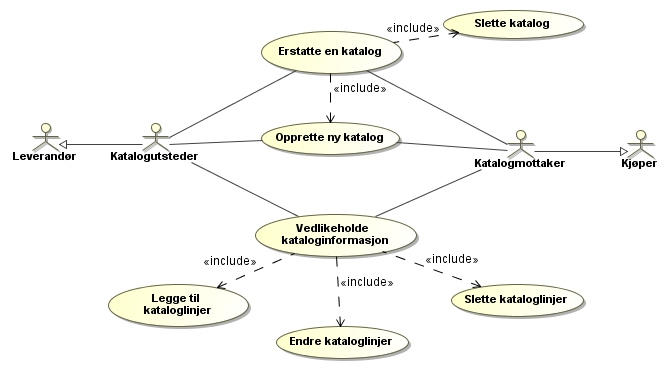 Slette katalog
«include»
Erstatte en katalog
«include»
Opprette ny katalog
Leverandør
Katalogutsteder
Katalogmottaker
Kjøper
Vedlikeholde
kataloginformasjon
«include»
«include»
«include»
Legge til
kataloglinjer
Slette kataloglinjer
Endre kataloglinjer